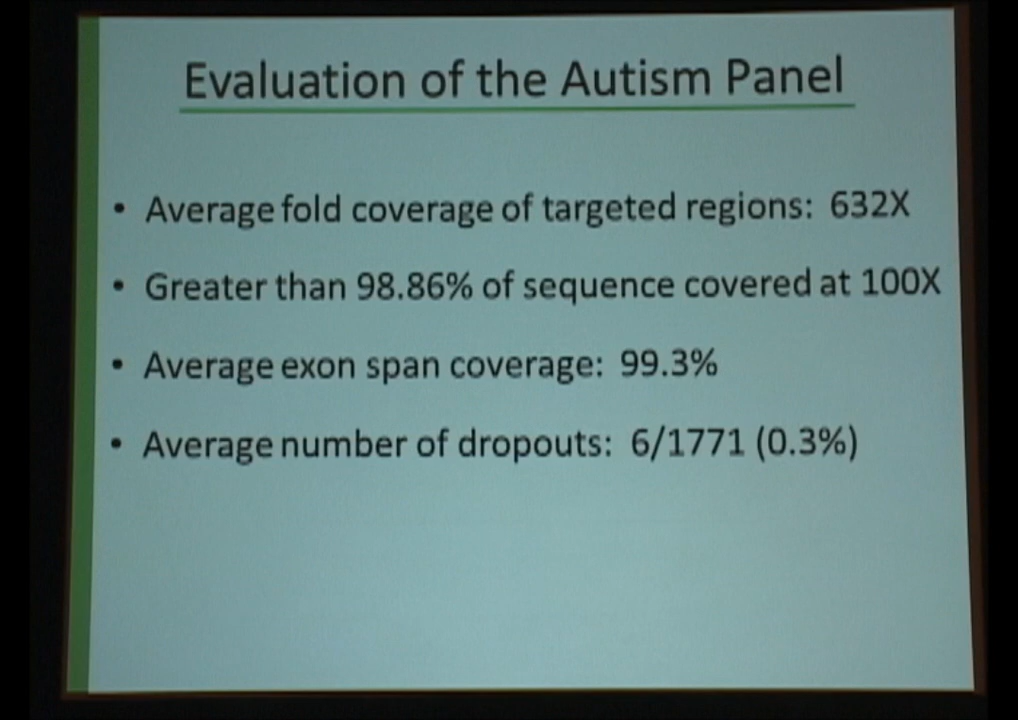 Evaluation of the Autism Panel
• Average fold coverage of targeted regions: 632X
• Greater than 98.86% of sequence covered at 100X
• Average exon span coverage: 99.3%
• Average number of dropouts: 6/1771 (0.3%)